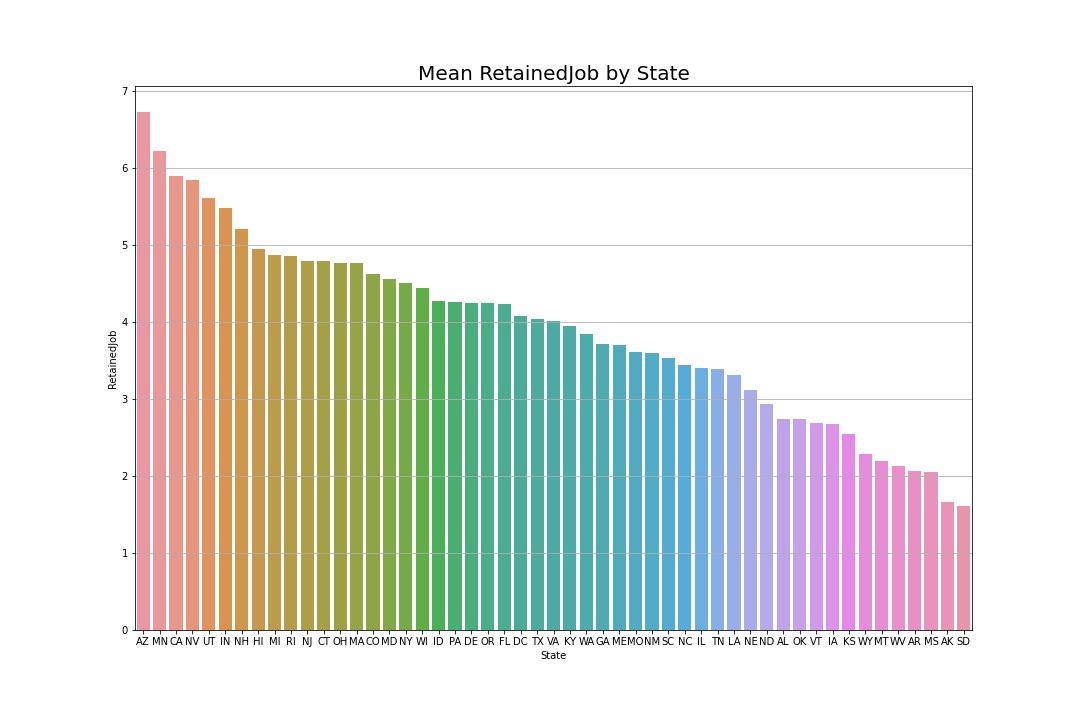 Mean RetainedJob by State
7
6
5
4
3
2
1
0
RetainedJob
AZ MN CA NV UT IN NH HI MI RI NJ CT OH MA CO MD NY WI ID PA DE OR FL DC TX VA KY WA GA ME MO NM SC NC IL TN LA NE ND AL OK VT IA KS WY MT WV AR MS AK SD
State